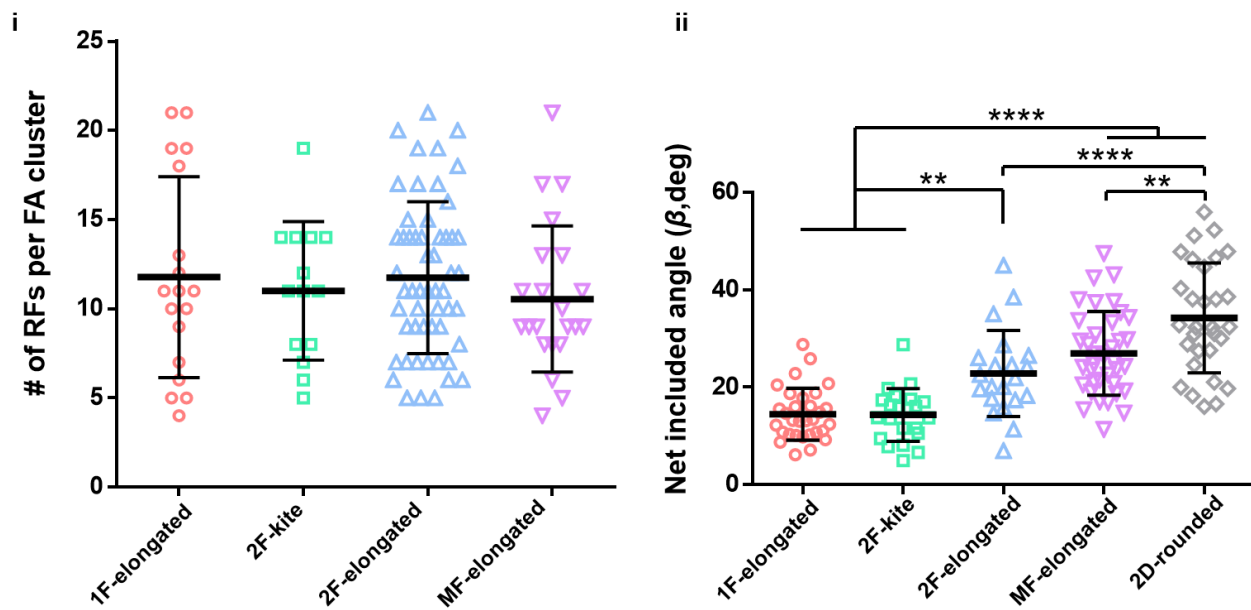 i
# of RFs per FA cluster
25
20
15
10
5
0
1F-elongated
2F-kite
2F-elongated
MF-elongated
ii
Net included angle (β,deg)
60
40
20
0
****
****
**
**
1F-elongated
2F-kite
2F-elongated
MF-elongated
2D-rounded